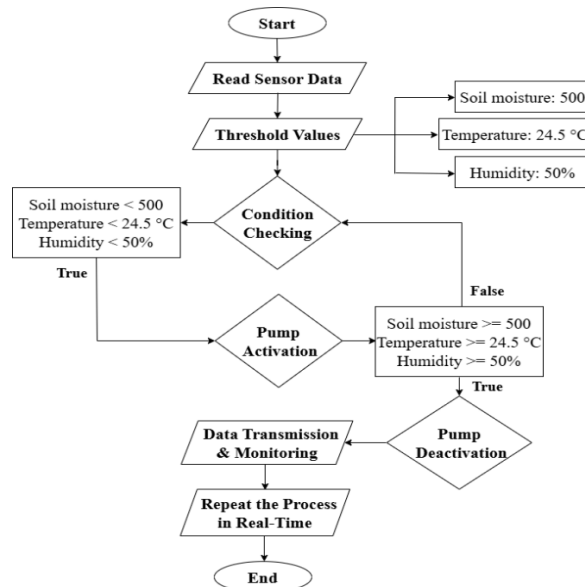 Start
Read Sensor Data
Threshold Values
Soil moisture: 500
Temperature: 24.5 °C
Humidity: 50%
Condition
Checking
Soil moisture < 500
Temperature < 24.5 °C
Humidity < 50%
True
Pump
Activation
False
Soil moisture >= 500
Temperature >= 24.5 °C
Humidity >= 50%
True
Pump
Deactivation
Data Transmission
& Monitoring
Repeat the Process
in Real-Time
End